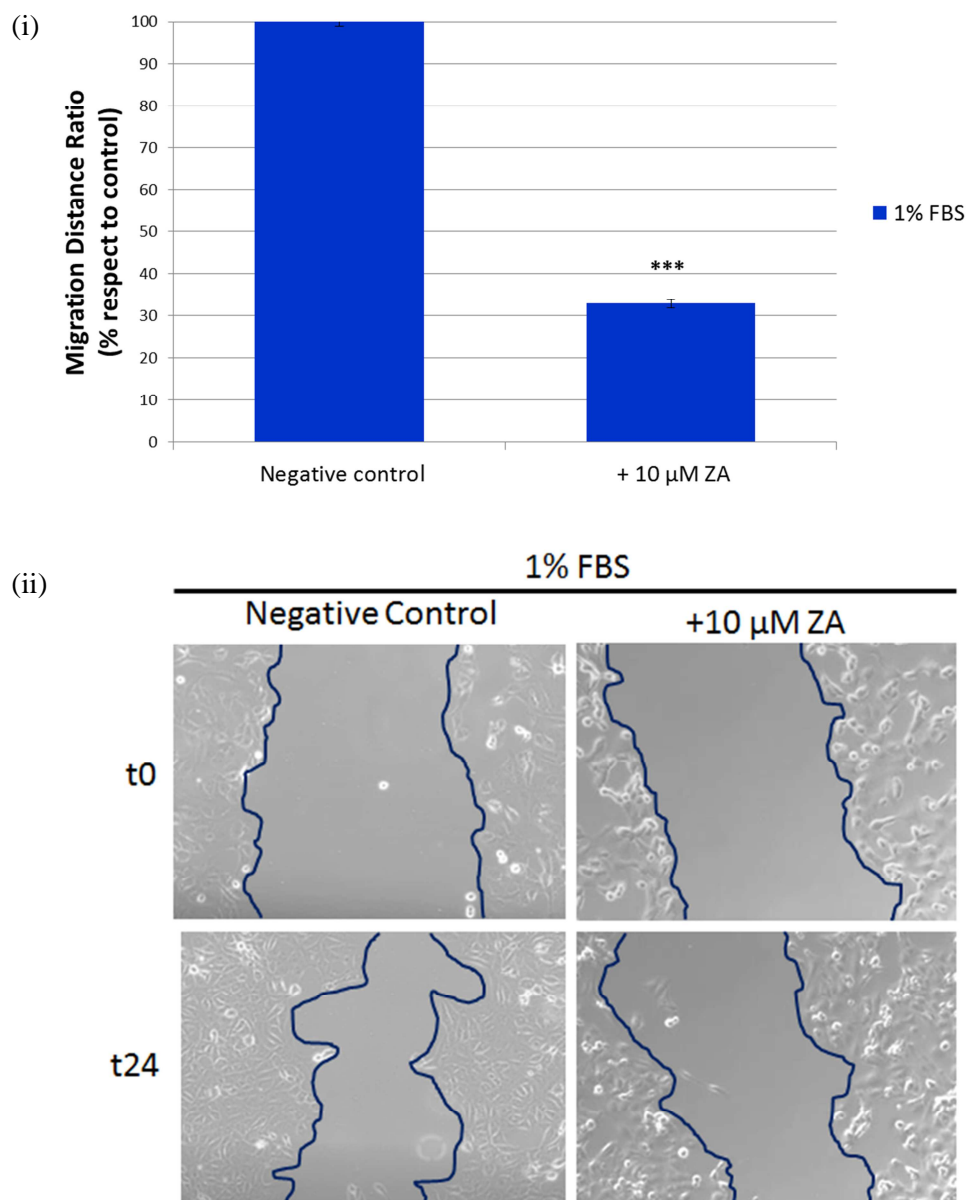 (i)
Migration Distance Ratio
(% respect to control)
100
90
80
70
60
50
40
30
20
10
0
***
Negative control
+ 10 µM ZA
1% FBS
(ii)
1% FBS
Negative Control
+10 µM ZA
t0
t24